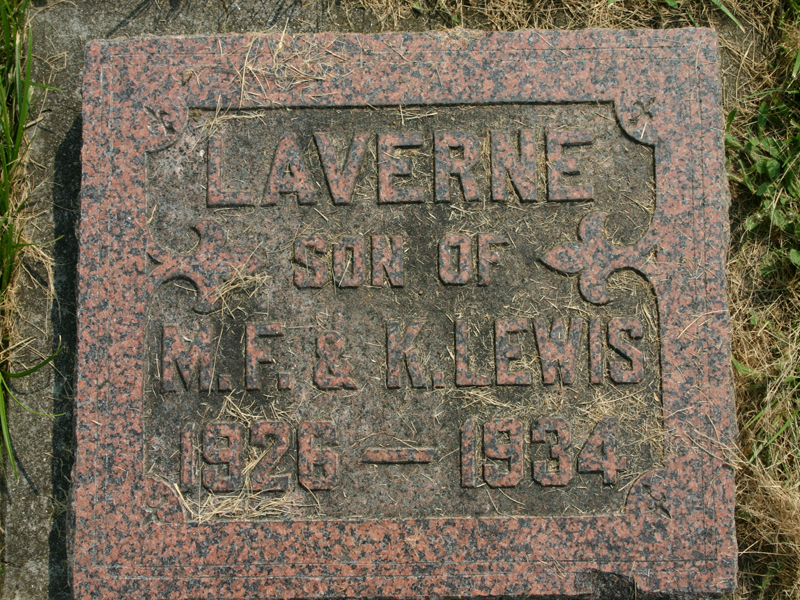 LAVERNE
SON OF
M.F. & K. LEWIS
1926 — 1934